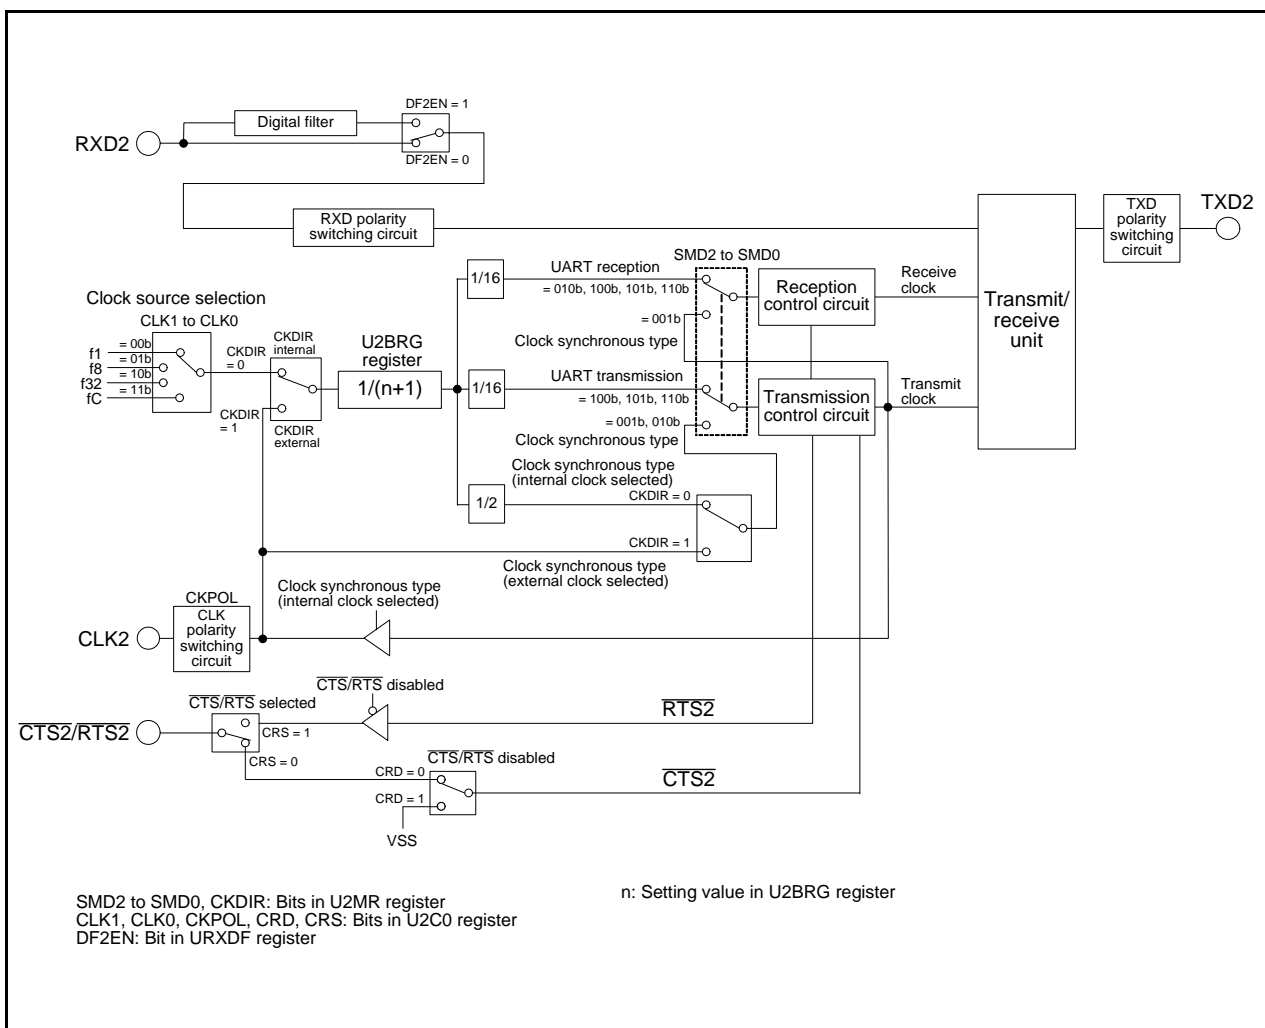 DF2EN = 1
Digital filter
RXD2
DF2EN = 0
RXD polarity
switching circuit
TXD
polarity
switching
circuit
TXD2
SMD2 to SMD0
1/16
UART reception
= 010b, 100b, 101b, 110b
Reception
control circuit
Receive
clock
Transmit/
receive
unit
= 001b
Clock synchronous type
Clock source selection
CLK1 to CLK0
f1
= 00b
f8
= 01b
f32
= 10b
fC
= 11b
CKDIR
= 0
CKDIR
internal
CKDIR
= 1
CKDIR
external
U2BRG
register
1/(n+1)
1/16
UART transmission
= 100b, 101b, 110b
Transmission
control circuit
Transmit
clock
= 001b, 010b
Clock synchronous type
Clock synchronous type
(internal clock selected)
1/2
CKDIR = 0
CKDIR = 1
Clock synchronous type
(external clock selected)
Clock synchronous type
(internal clock selected)
CKPOL
CLK
polarity
switching
circuit
CLK2
CTS/RTS disabled
CTS/RTS selected
CTS2/RTS2
CRS = 1
CRS = 0
RTS2
CTS/RTS disabled
CRD = 0
CRD = 1
CTS2
VSS
SMD2 to SMD0, CKDIR: Bits in U2MR register
CLK1, CLK0, CKPOL, CRD, CRS: Bits in U2C0 register
DF2EN: Bit in URXDF register
n: Setting value in U2BRG register